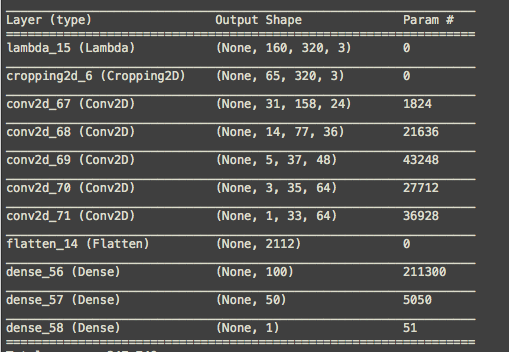 Layer (type) Output Shape Param #
lambda_15 (Lambda) (None, 160, 320, 3) 0
cropping2d_6 (Cropping2D) (None, 65, 320, 3) 0
conv2d_67 (Conv2D) (None, 31, 158, 24) 1824
conv2d_68 (Conv2D) (None, 14, 77, 36) 21636
conv2d_69 (Conv2D) (None, 5, 37, 48) 43248
conv2d_70 (Conv2D) (None, 3, 35, 64) 27712
conv2d_71 (Conv2D) (None, 1, 33, 64) 36928
flatten_14 (Flatten) (None, 2112) 0
dense_56 (Dense) (None, 100) 211300
dense_57 (Dense) (None, 50) 5050
dense_58 (Dense) (None, 1) 51